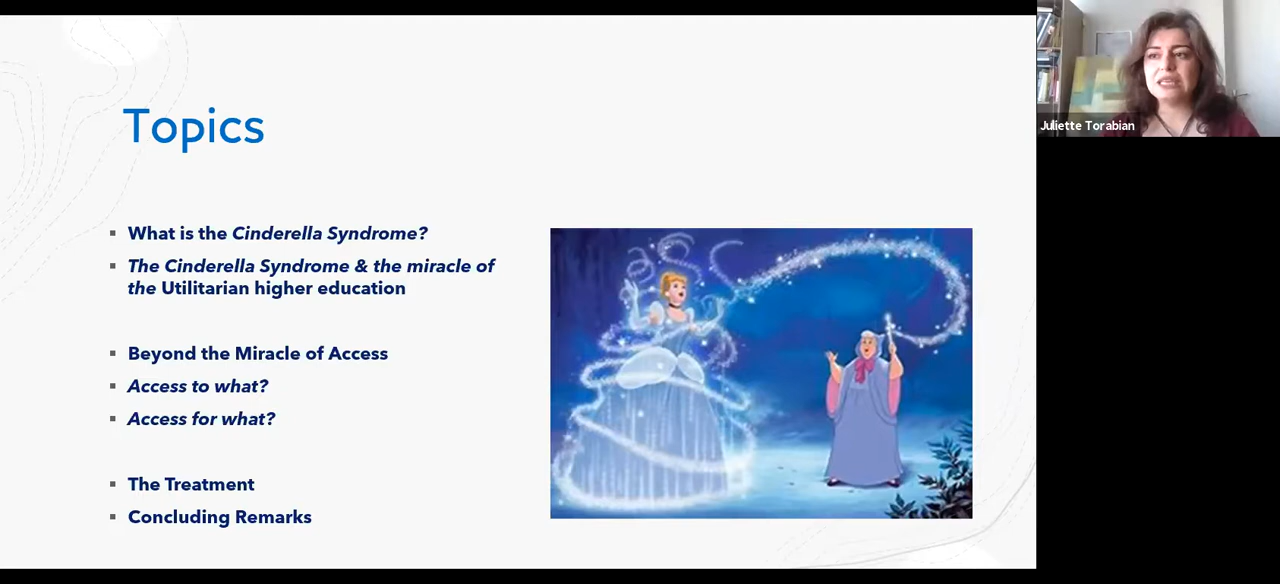 Topics
What is the Cinderella Syndrome?
The Cinderella Syndrome & the miracle of
the Utilitarian higher education
Beyond the Miracle of Access
Access to what?
Access for what?
The Treatment
Concluding Remarks
Juliette Torabian